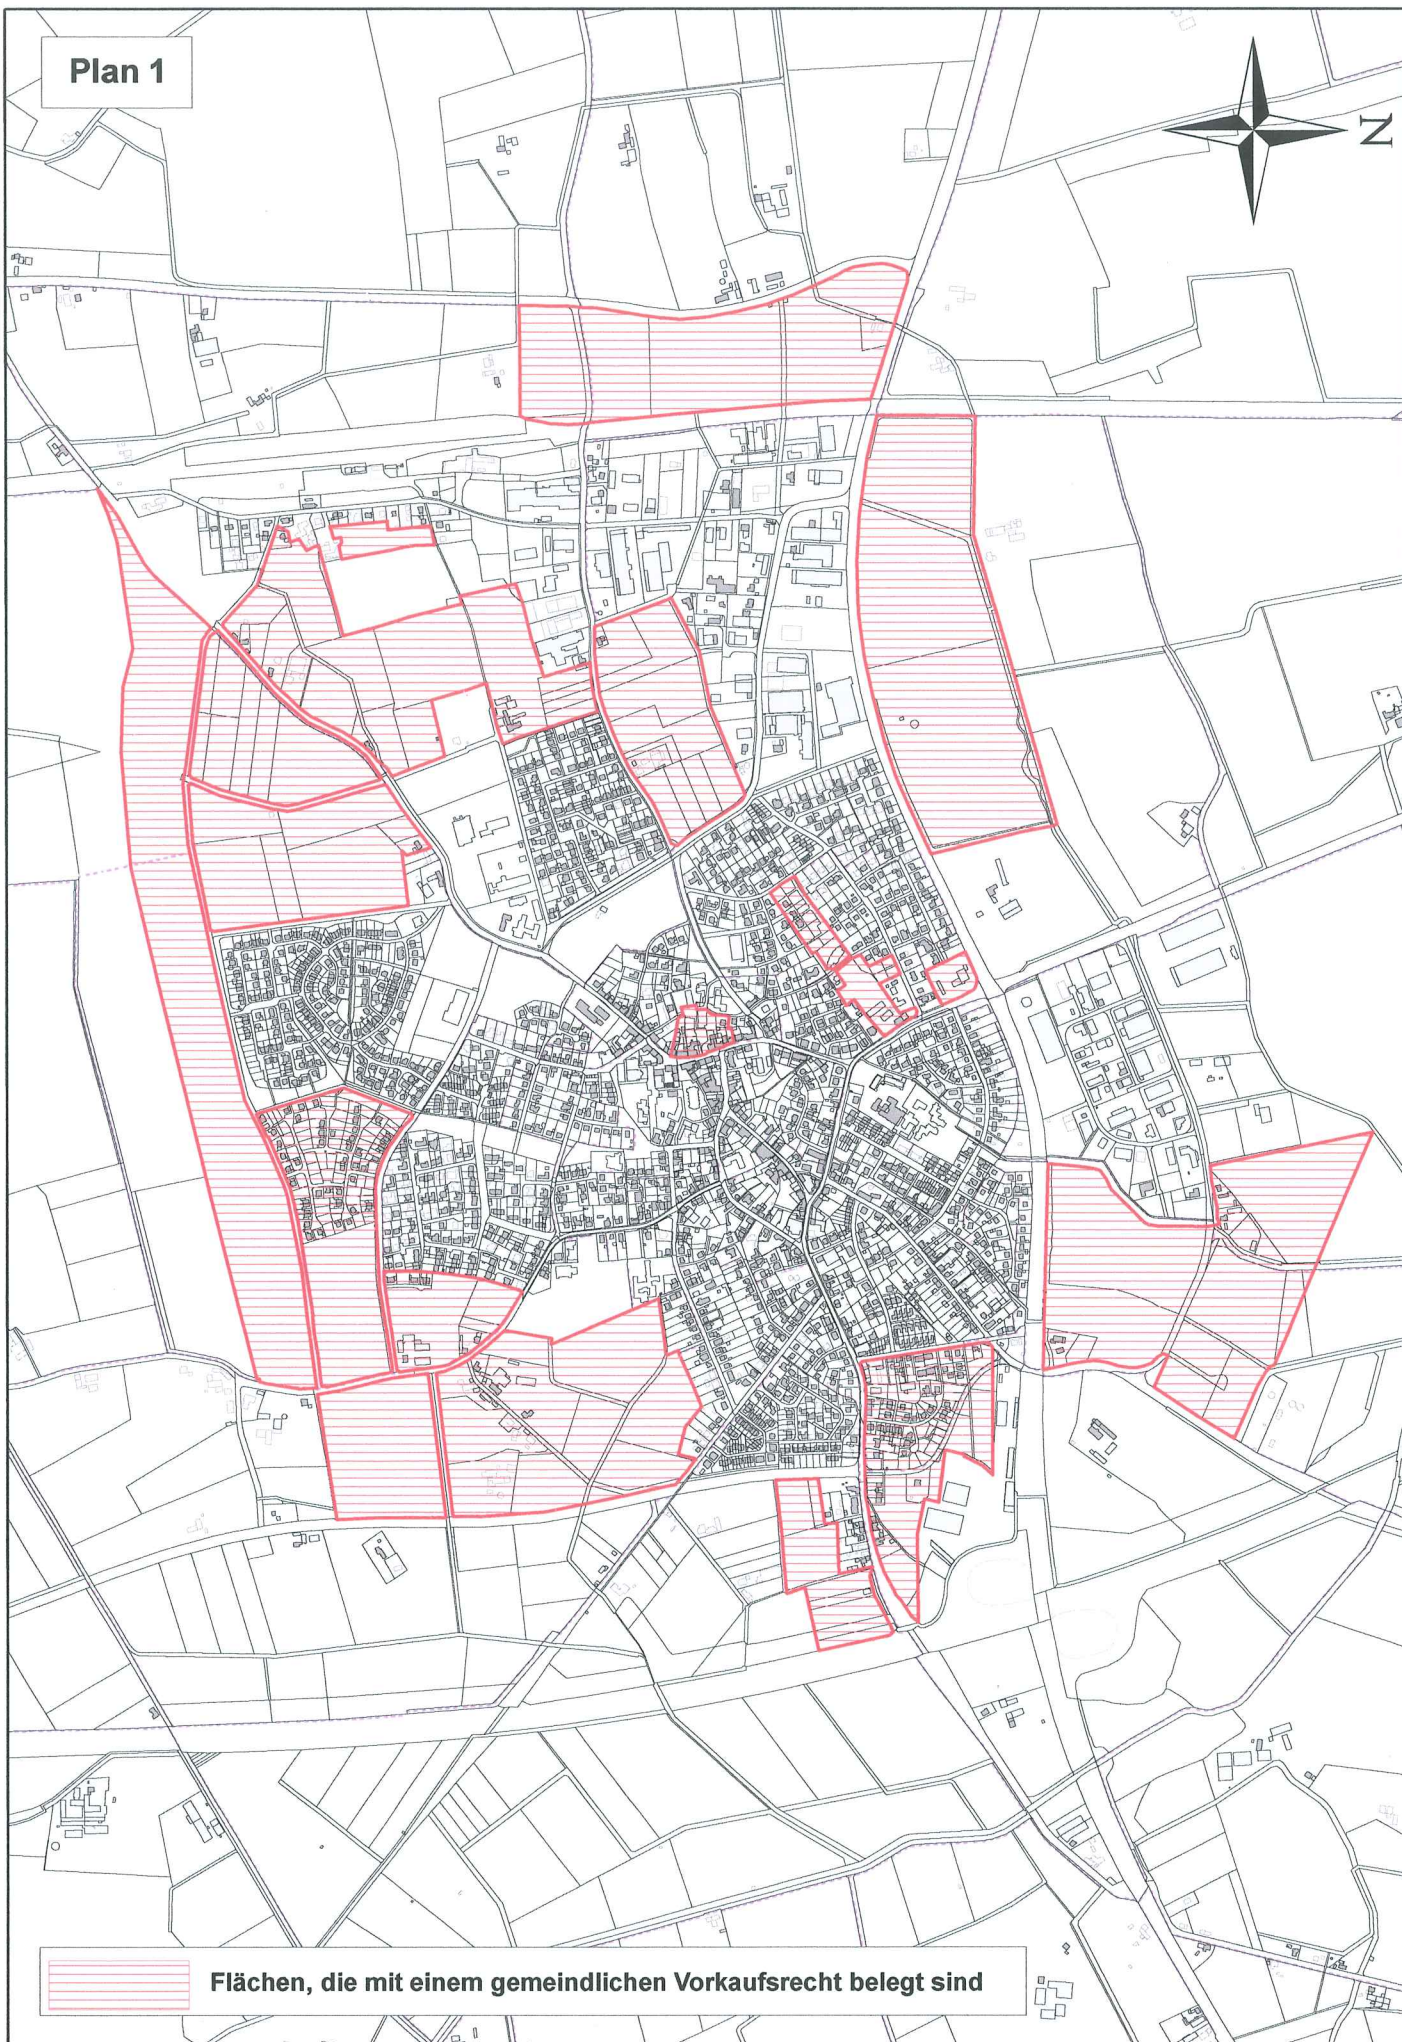 Plan 1
N
Flächen, die mit einem gemeindlichen Vorkaufsrecht belegt sind